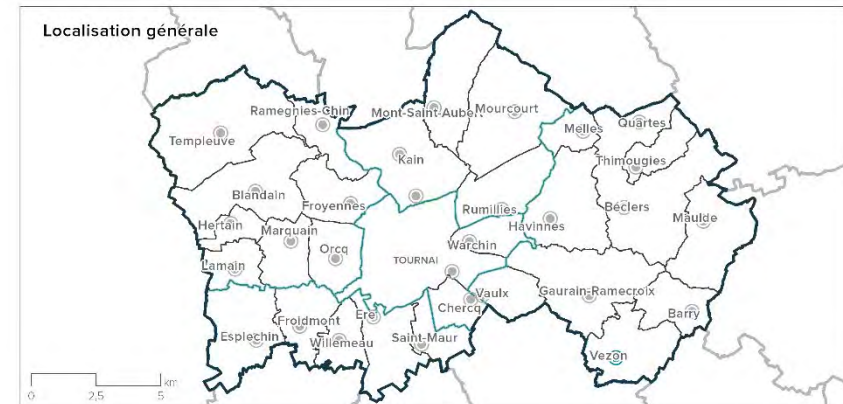 Localisation générale
Ramegnies-Chin
Mont-Saint-Aubert
Mourcourt
Melles
Quartes
Templeuve
Kain
Thimougies
Blandain
Froyennes
Rumillies
Béclers
Maulde
Hertain
Marquain
Havinnes
Orcq
Warchin
Lamain
TOURNAI
Vaulx
Gaurain-Ramecroix
Chercq
Barry
Froidmont
Ere
Esplechin
Willemeau
Saint-Maur
Vezon
km
0 2,5 5